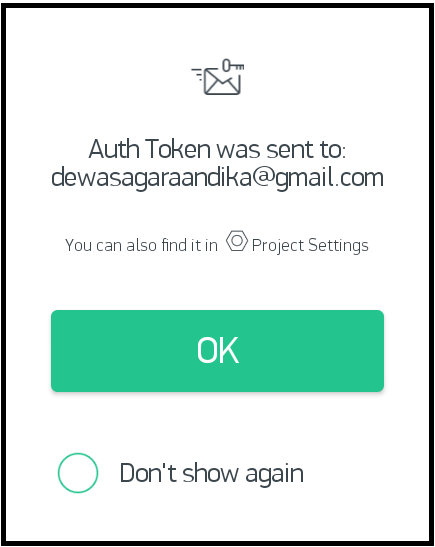 Auth Token was sent to:
dewasagaraandika@gmail.com
You can also find it in Project Settings
OK
Don't show again